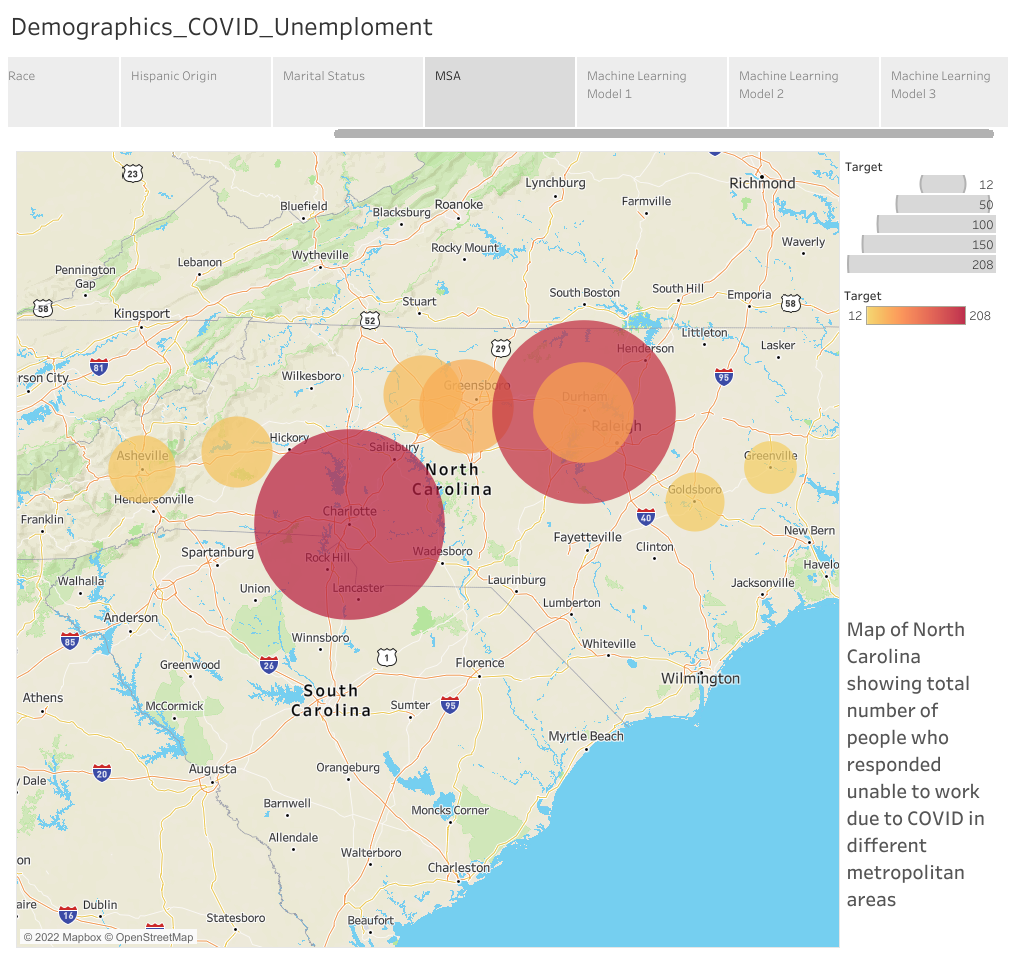 Demographics_COVID_Unemploment
Race
Hispanic Origin
Marital Status
MSA
Machine Learning
Model 1
Machine Learning
Model 2
Machine Learning
Model 3
23
Lynchburg
Richmond
Bluefield
Blacksburg
Roanoke
Farmville
Rocky Mount
Waverly
Lebanon
Wytheville
Pennington
Gap
58
Kingsport
52
Stuart
South Boston
South Hill
Emporia
58
29
Littleton
Henderson
Lasker
81
rson City
Wilkesboro
Greensboro
95
Durham
Raleigh
Hickory
Salisbury
Asheville
North
Carolina
Greenville
Hendersonville
Goldsboro
Franklin
Charlotte
40
New Bern
Spartanburg
Rock Hill
Wadesboro
Fayetteville
Clinton
Havelo
Walhalla
Union
Lancaster
Laurinburg
Jacksonville
Anderson
Lumberton
85
Winnsboro
Whiteville
Greenwood
26
1
Florence
Wilmington
Athens
McCormick
South
Carolina
Sumter
95
Myrtle Beach
20
Augusta
Orangeburg
y Dale
Barnwell
Moncks Corner
Allendale
on
Walterboro
Charleston
aire
16
Dublin
Statesboro
Beaufort
© 2022 Mapbox © OpenStreetMap
Target
12
50
100
150
208
Target
12
208
Map of North
Carolina
showing total
number of
people who
responded
unable to work
due to COVID in
different
metropolitan
areas